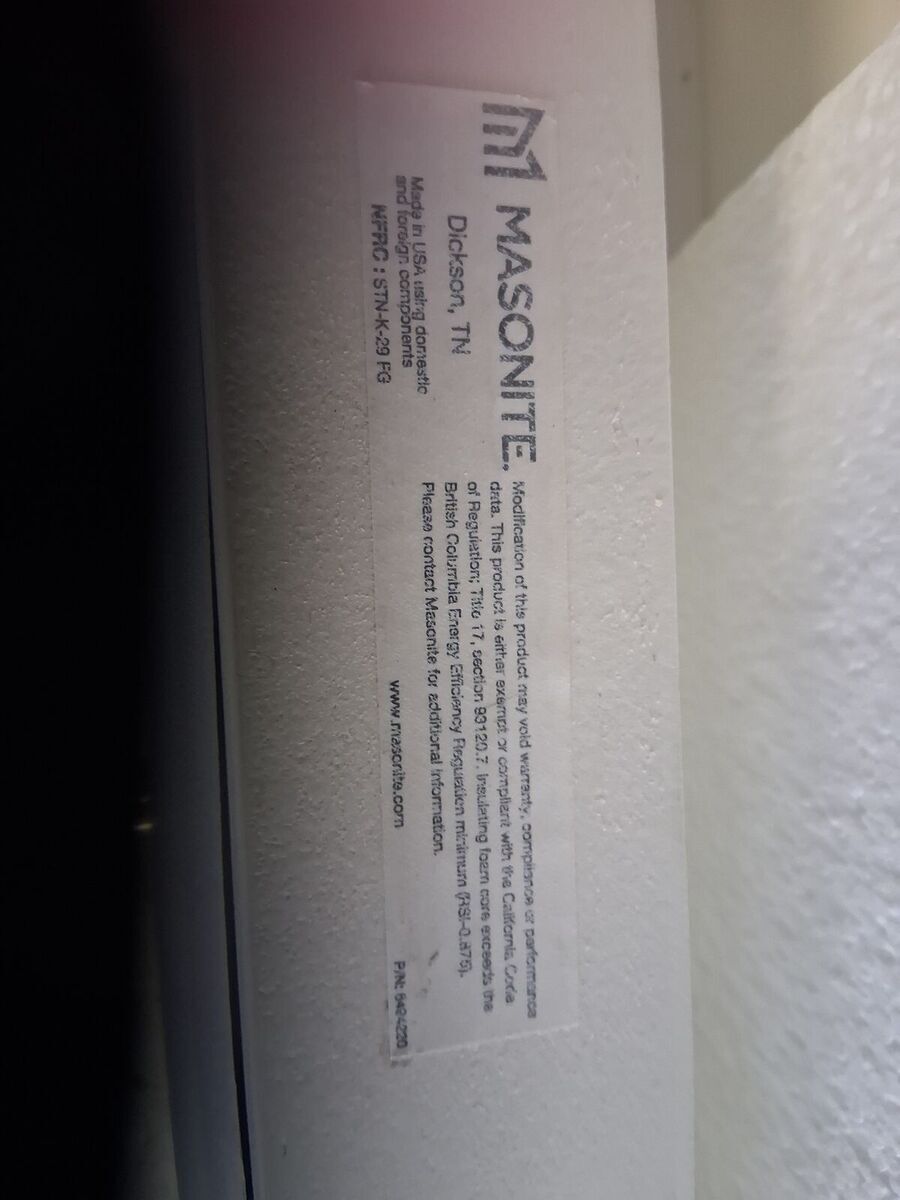 MASONITE.
Dickson, TN
Made in USA using domestic
and foreign components
NFRC : STN-K-29 FG
Modification of this product may void warranty, compliance or performance
data. This product is either exempt or compliant with the California Code
of Regulation; Title 17, section 93120.7. Insulating foam core exceeds the
British Columbia Energy Efficiency Regulation minimum (RSI-0.875).
Please contact Masonite for additional information.
www.masonite.com
P/N: 5494220